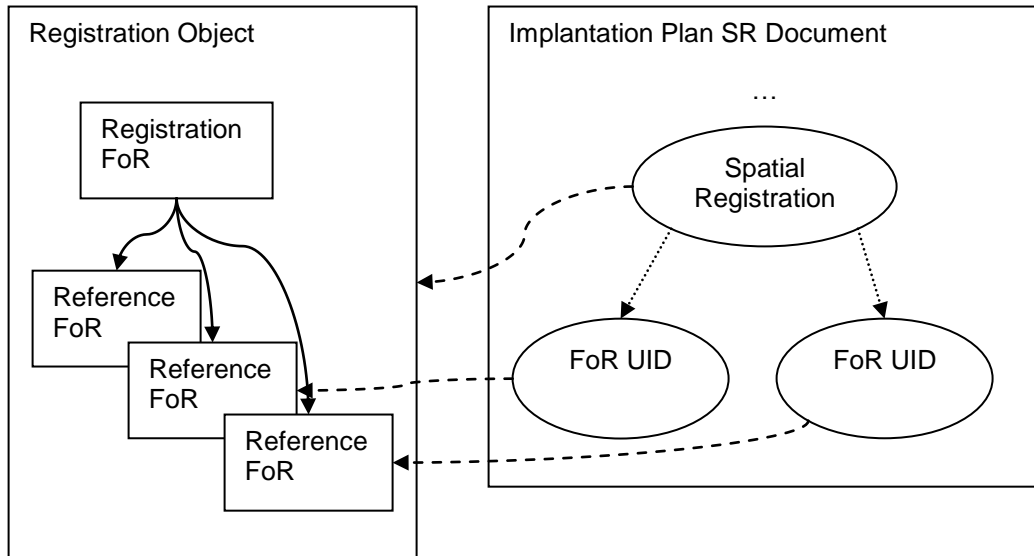 Registration Object
Registration
FoR
Reference
FoR
Reference
FoR
Reference
FoR
Implantation Plan SR Document
...
Spatial
Registration
FoR UID
FoR UID